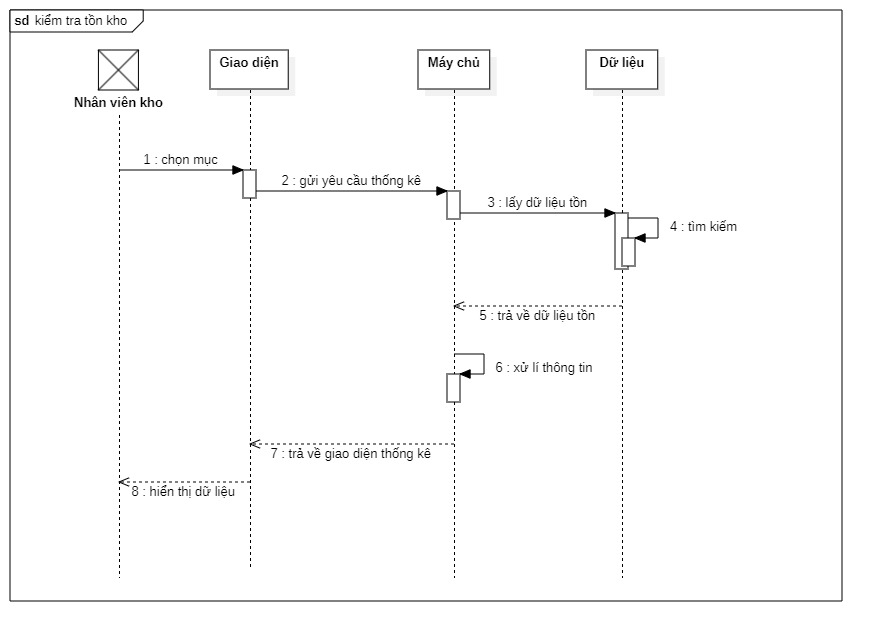 sd kiểm tra tồn kho
Giao diện
Máy chủ
Dữ liệu
Nhân viên kho
1 : chọn mục
2 : gửi yêu cầu thống kê
3 : lấy dữ liệu tồn
4 : tìm kiếm
5 : trả về dữ liệu tồn
6 : xử lí thông tin
7 : trả về giao diện thống kê
8 : hiển thị dữ liệu